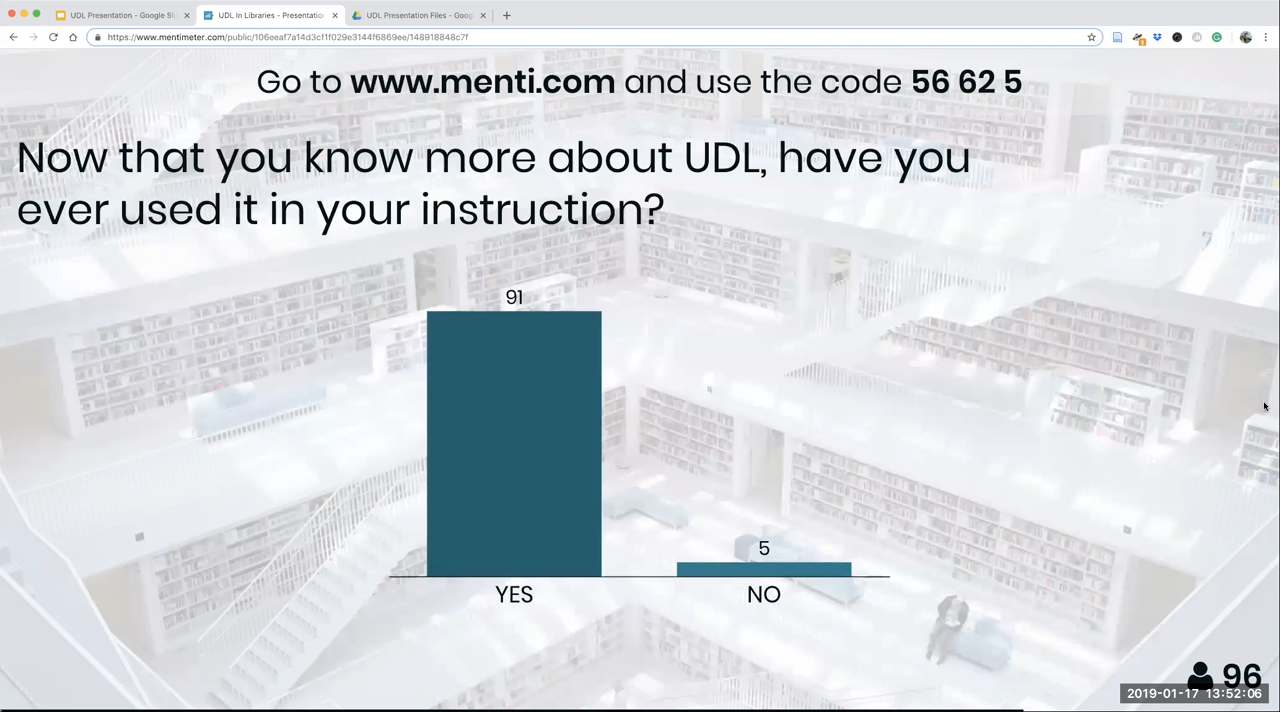 UDL Presentation - Google Sli
UDL In Libraries - Presentation
UDL Presentation Files - Goog
https://www.mentimeter.com/public/106eeaf7a14d3cf1f029e3144f6869ee/148918848c7f
Go to www.menti.com and use the code 56 62 5
Now that you know more about UDL, have you
ever used it in your instruction?
91
5
YES
NO
96
2019-01-17 13:52:06